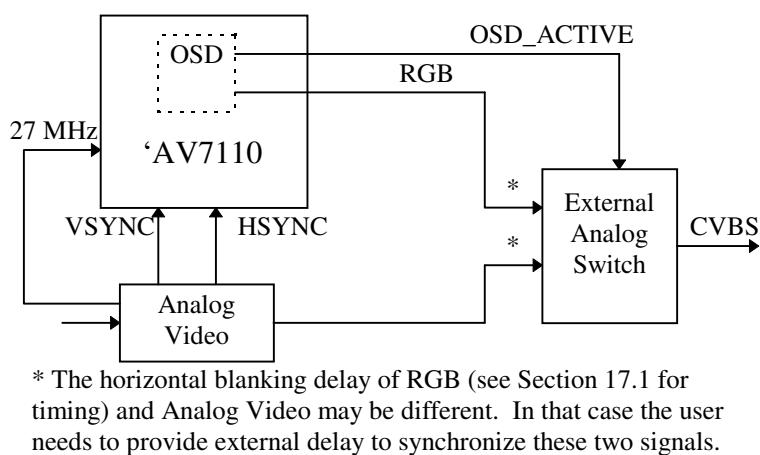 OSD_ACTIVE
OSD
RGB
27 MHz
‘AV7110
*
External
Analog
Switch
CVBS
VSYNC
HSYNC
*
Analog
Video
* The horizontal blanking delay of RGB (see Section 17.1 for
timing) and Analog Video may be different.  In that case the user
needs to provide external delay to synchronize these two signals.